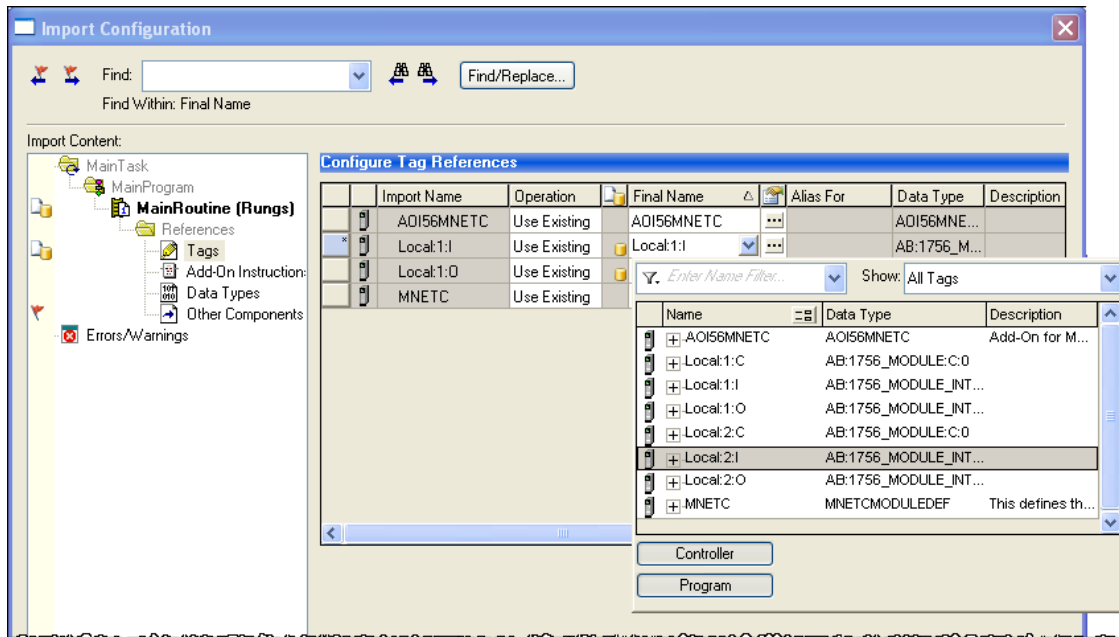 Import Configuration
Find:
Find/Replace...
Find Within: Final Name
Import Content:
MainTask
MainProgram
MainRoutine (Rungs)
References
Tags
Add-On Instruction
Data Types
Other Components
Errors/Warnings
Configure Tag References
Import Name Operation Final Name Alias For Data Type Description
AOI56MNETC Use Existing AOI56MNETC ... AOI56MNE...
* Local:1:I Use Existing Local:1:I ... AB:1756_M...
Local:1:O Use Existing
MNETC Use Existing
Enter Name Filter... Show: All Tags
Name Data Type Description
AOI56MNETC AOI56MNETC Add-On for M...
Local:1:C AB:1756_MODULE:C:0
Local:1:I AB:1756_MODULE_INT...
Local:1:O AB:1756_MODULE_INT...
Local:2:C AB:1756_MODULE:C:0
Local:2:I AB:1756_MODULE_INT...
Local:2:O AB:1756_MODULE_INT...
MNETC MNETCMODULEDEF This defines th...
Controller
Program